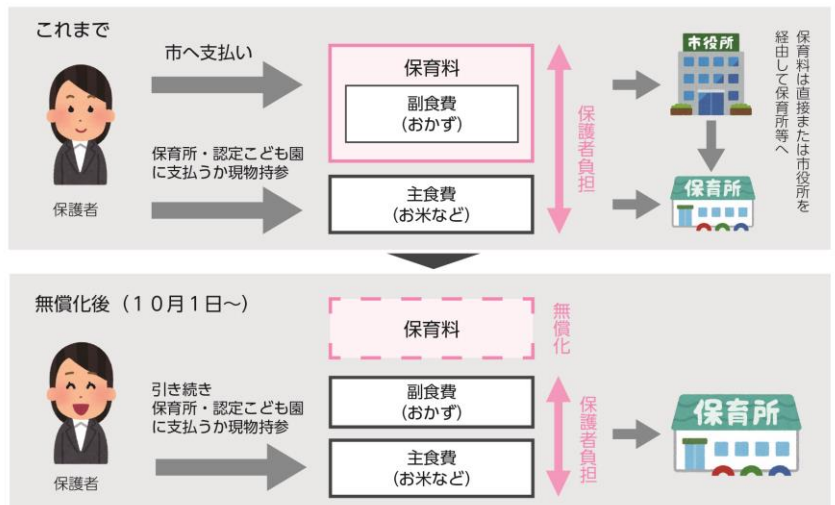 これまで
市へ支払い
保育所・認定こども園
に支払うか現物持参
保護者
保育料
副食費
(おかず)
主食費
(お米など)
保護者負担
市役所
保育所
保育料は直接または市役所を
経由して保育所等へ
無償化後（１０月１日～）
引き続き
保育所・認定こども園
に支払うか現物持参
保護者
保育料
副食費
(おかず)
主食費
(お米など)
無償化
保護者負担
保育所